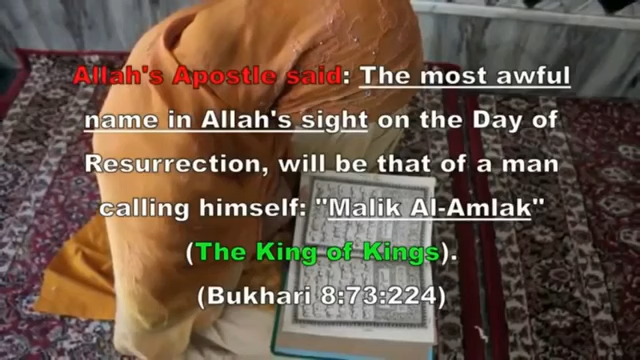 Allah's Apostle said: The most awful
name in Allah's sight on the Day of
Resurrection, will be that of a man
calling himself: "Malik Al-Amlak"
(The King of Kings).
(Bukhari 8:73:224)